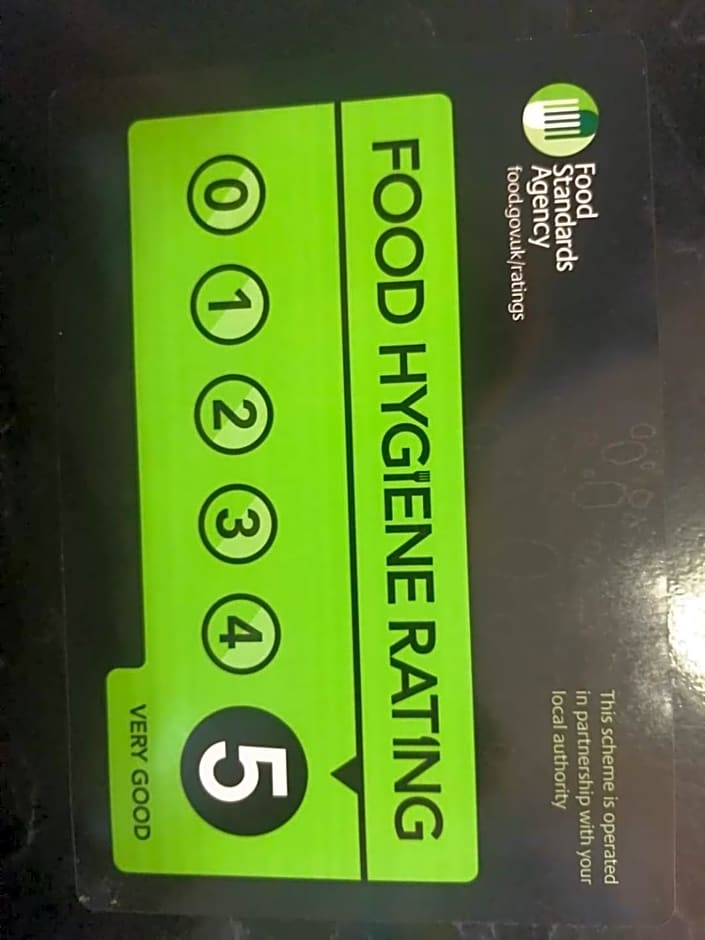 Food
Standards
Agency
food.gov.uk/ratings
This scheme is operated
in partnership with your
local authority
FOOD HYGIENE RATING
0 1 2 3 4 5
VERY GOOD